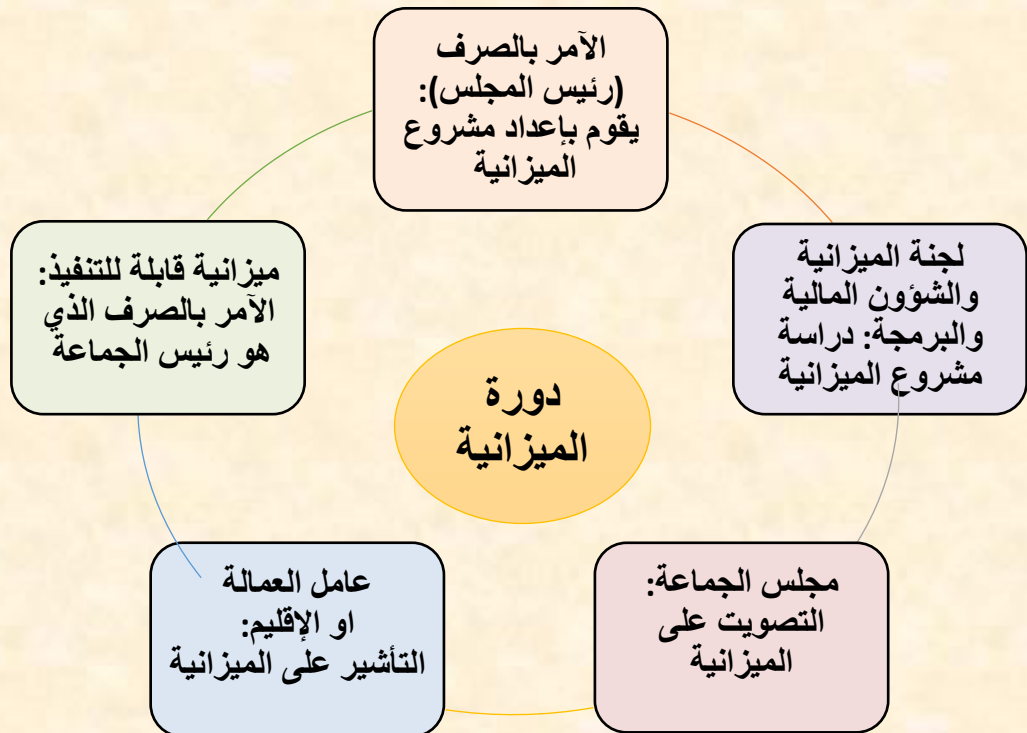 الآمر بالصرف
(رئيس المجلس):
يقوم بإعداد مشروع
الميزانية
لجنة الميزانية
والشؤون المالية
والبرمجة: دراسة
مشروع الميزانية
مجلس الجماعة:
التصويت على
الميزانية
عامل العمالة
او الإقليم:
التأشير على الميزانية
ميزانية قابلة للتنفيذ:
الآمر بالصرف الذي
هو رئيس الجماعة
دورة
الميزانية